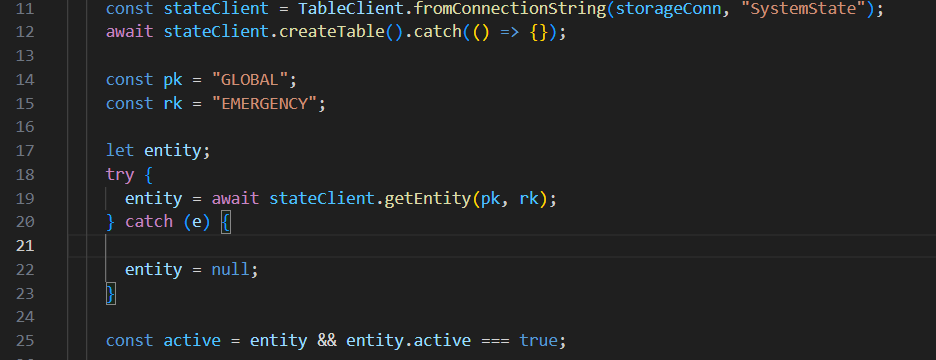 11 const stateClient = TableClient.fromConnectionString(storageConn, "SystemState");
12 await stateClient.createTable().catch(() => {});
13
14 const pk = "GLOBAL";
15 const rk = "EMERGENCY";
16
17 let entity;
18 try {
19 entity = await stateClient.getEntity(pk, rk);
20 } catch (e) {
21
22 entity = null;
23 }
24
25 const active = entity && entity.active === true;